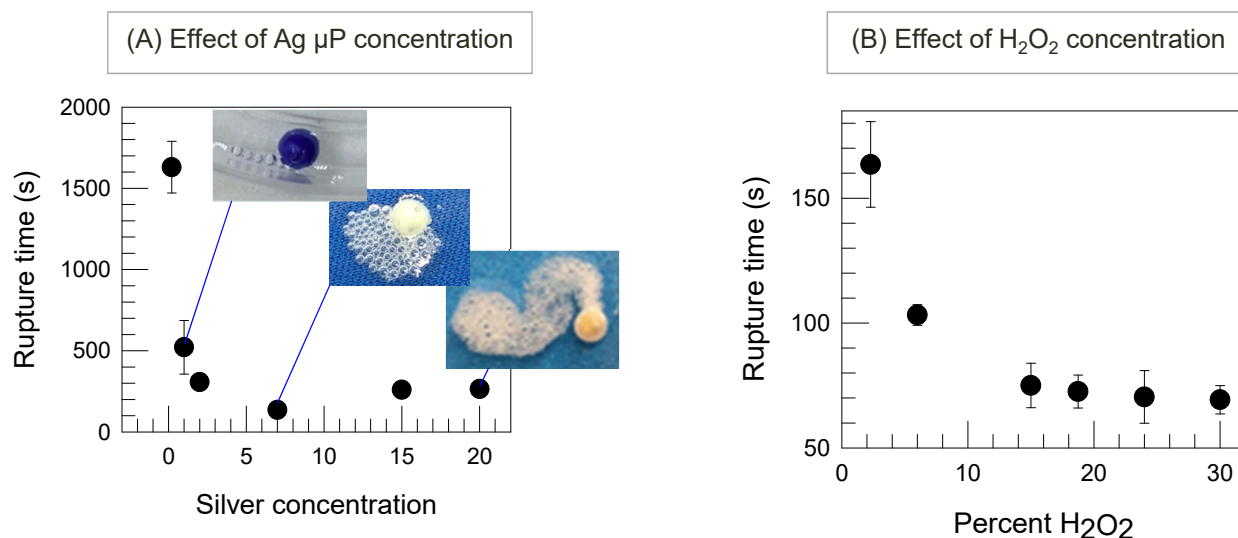 (A) Effect of Ag µP concentration
Rupture time (s)
2000
1500
1000
500
0
0 5 10 15 20
Silver concentration
(B) Effect of H₂O₂ concentration
Rupture time (s)
150
100
50
0 10 20 30
Percent H2O2